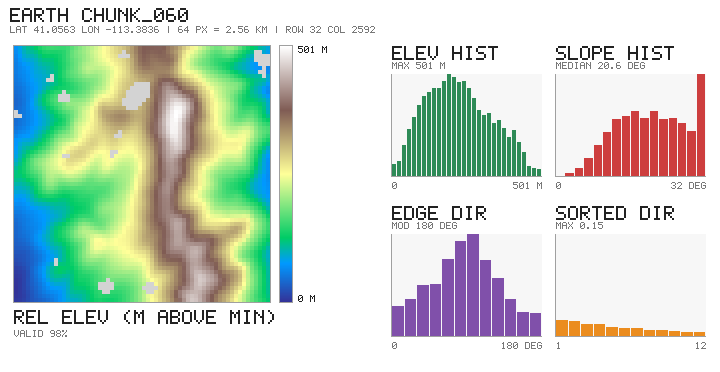 EARTH CHUNK_060
LAT 41.0563 LON -113.3836 | 64 PX = 2.56 KM | ROW 32 COL 2592
501 M
0 M
REL ELEV (M ABOVE MIN)
VALID 98%
ELEV HIST
MAX 501 M
0 501 M
SLOPE HIST
MEDIAN 20.6 DEG
0 32 DEG
EDGE DIR
MOD 180 DEG
0 180 DEG
SORTED DIR
MAX 0.15
1 12